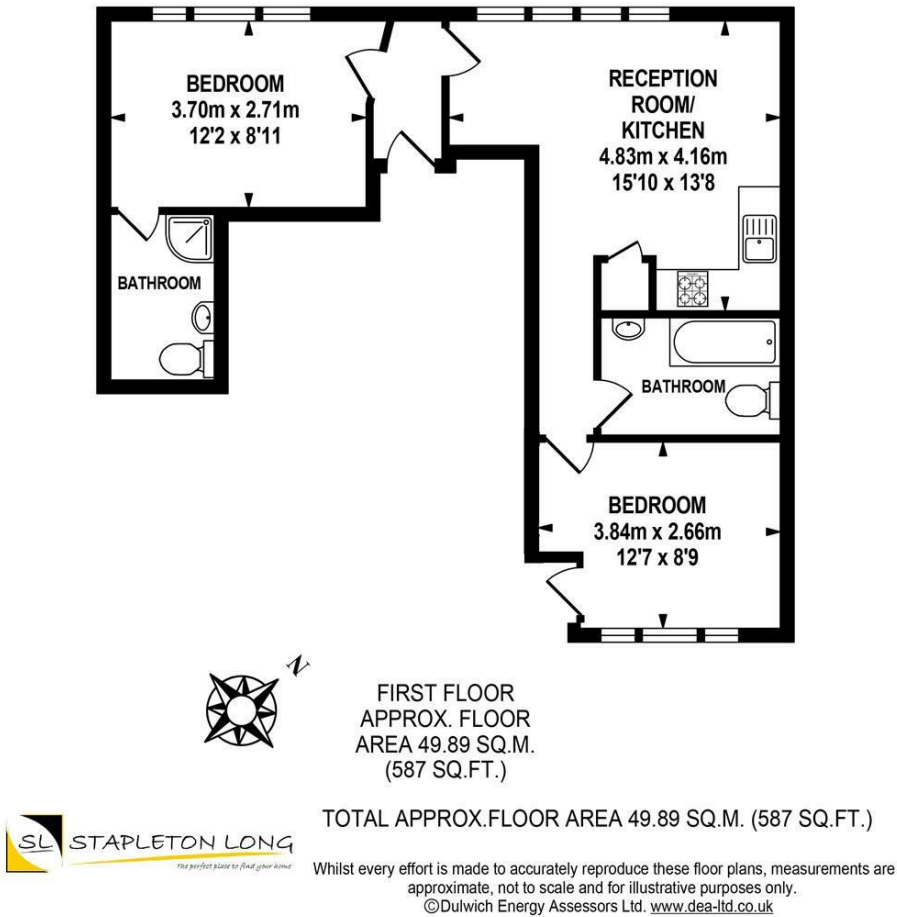 BEDROOM
3.70m x 2.71m
12'2 x 8'11
RECEPTION
ROOM/
KITCHEN
4.83m x 4.16m
15'10 x 13'8
BATHROOM
BATHROOM
BEDROOM
3.84m x 2.66m
12'7 x 8'9
N
FIRST FLOOR
APPROX. FLOOR
AREA 49.89 SQ.M.
(587 SQ.FT.)
TOTAL APPROX.FLOOR AREA 49.89 SQ.M. (587 SQ.FT.)
SL STAPLETON LONG
The perfect place to find your home
Whilst every effort is made to accurately reproduce these floor plans, measurements are
approximate, not to scale and for illustrative purposes only.
©Dulwich Energy Assessors Ltd. www.dea-ltd.co.uk